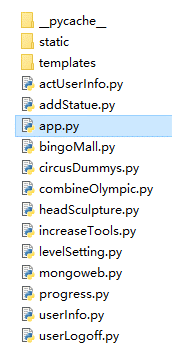 __pycache__
static
templates
actUserInfo.py
addStatue.py
app.py
bingoMall.py
circusDummys.py
combineOlympic.py
headSculpture.py
increaseTools.py
levelSetting.py
mongoweb.py
progress.py
userInfo.py
userLogoff.py